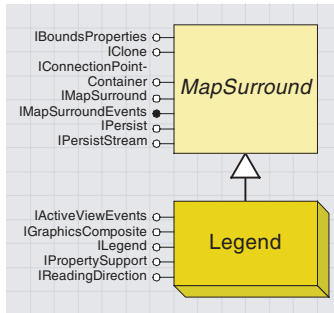 IBoundsProperties
IClone
IConnectionPoint-
Container
IMapSurround
IMapSurroundEvents
IPersist
IPersistStream
MapSurround
IActiveViewEvents
IGraphicsComposite
ILegend
IPropertySupport
IReadingDirection
Legend